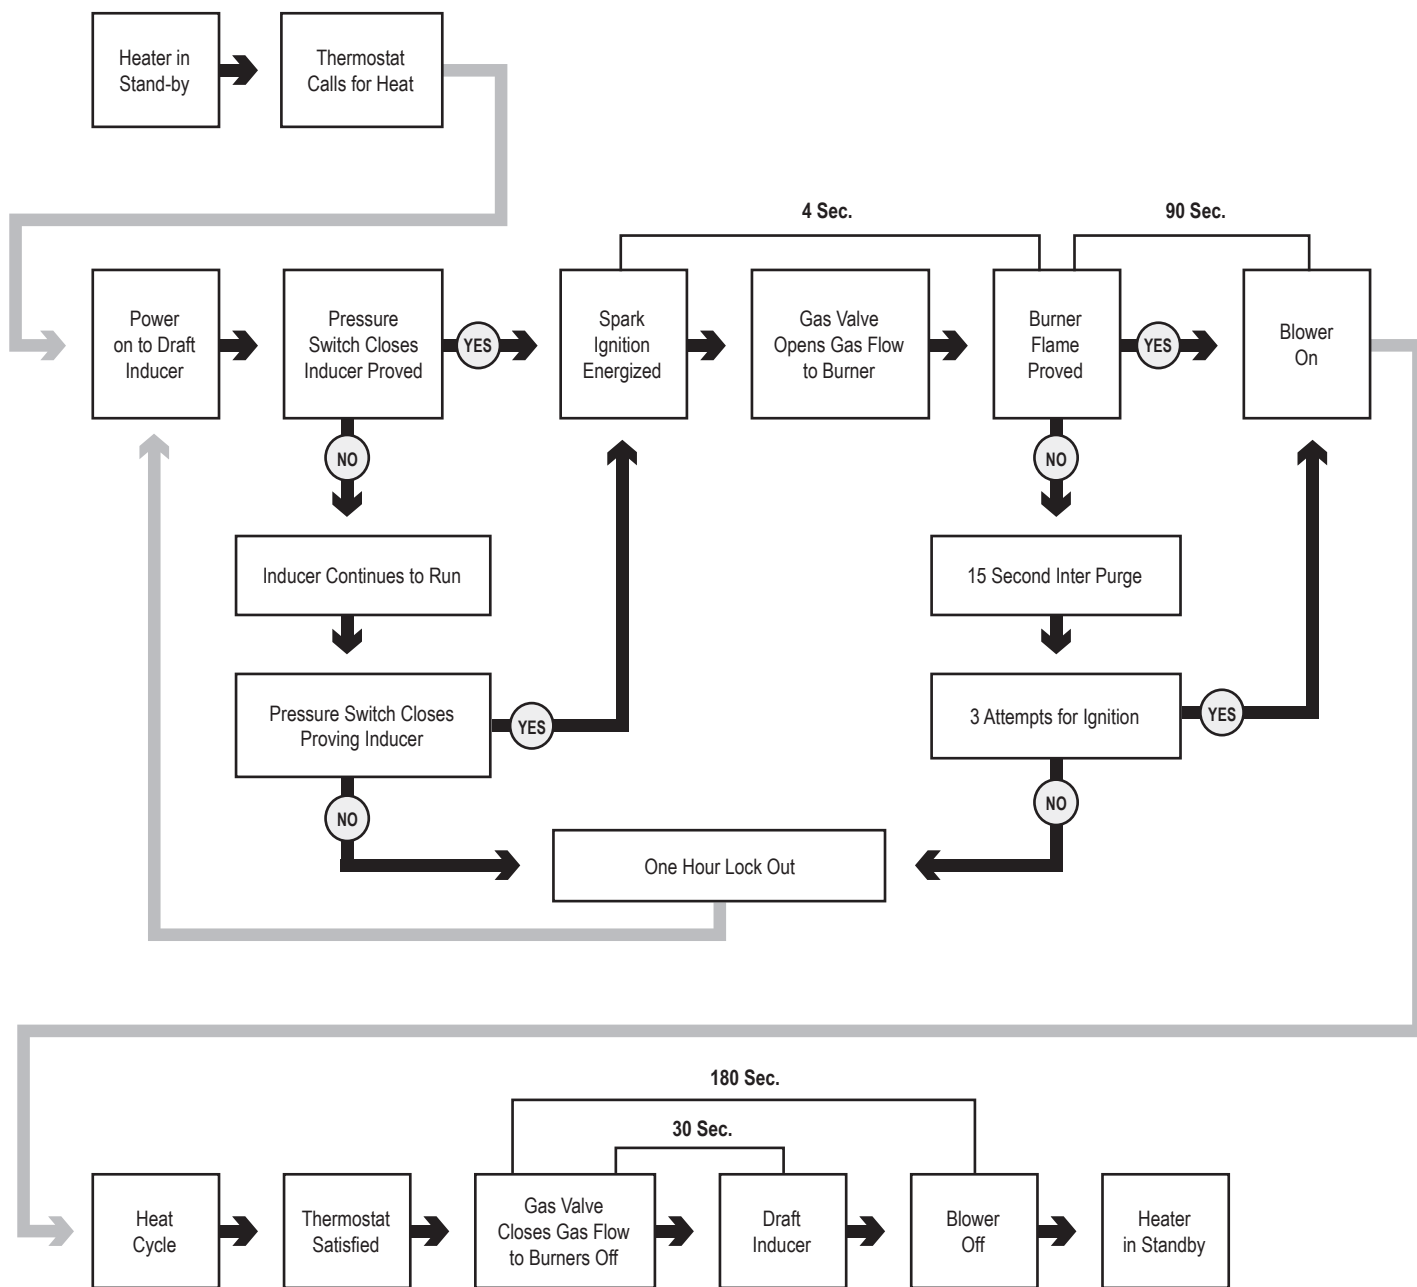 Heater in
Stand-by
Thermostat
Calls for Heat
4 Sec.
90 Sec.
Power
on to Draft
Inducer
Pressure
Switch Closes
Inducer Proved
YES
Spark
Ignition
Energized
Gas Valve
Opens Gas Flow
to Burner
Burner
Flame
Proved
YES
Blower
On
NO
NO
Inducer Continues to Run
15 Second Inter Purge
Pressure Switch Closes
Proving Inducer
YES
3 Attempts for Ignition
YES
NO
NO
One Hour Lock Out
180 Sec.
30 Sec.
Heat
Cycle
Thermostat
Satisfied
Gas Valve
Closes Gas Flow
to Burners Off
Draft
Inducer
Blower
Off
Heater
in Standby